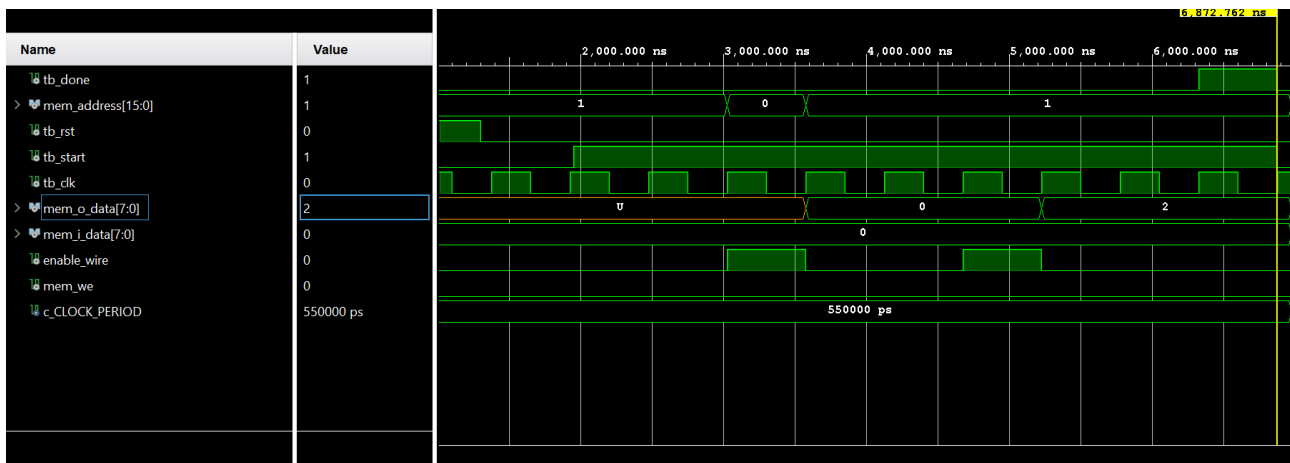 6,872.762 ns
Name Value
2,000.000 ns 3,000.000 ns 4,000.000 ns 5,000.000 ns 6,000.000 ns
tb_done 1
mem_address[15:0] 1 1 0 1
tb_rst 0
tb_start 1
tb_clk 0
mem_o_data[7:0] 2 U 0 2
mem_i_data[7:0] 0 0
enable_wire 0
mem_we 0
c_CLOCK_PERIOD 550000 ps 550000 ps